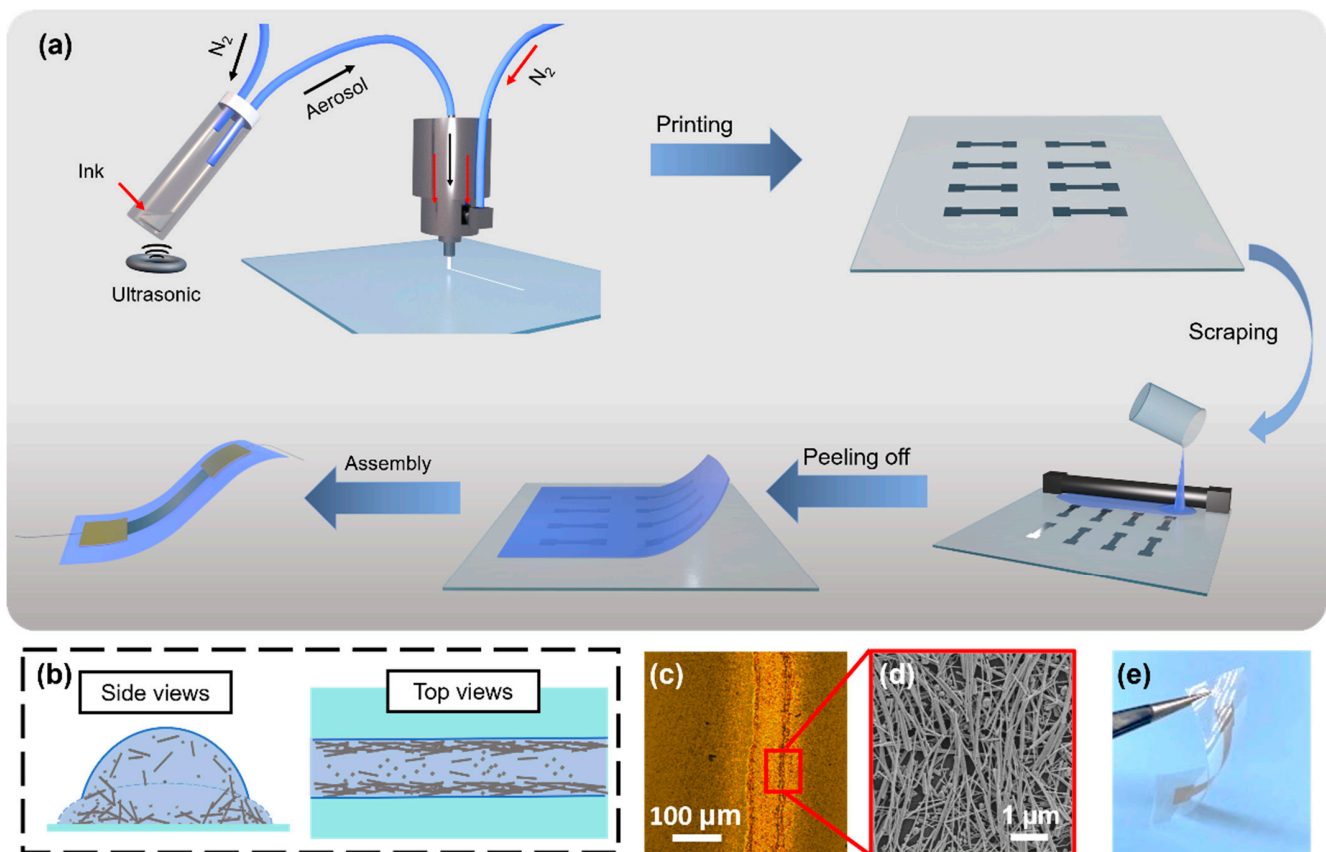 (a)
N2
Aerosol
N2
Ink
Ultrasonic
Printing
Scraping
Peeling off
Assembly
(b)
Side views
Top views
(c)
100 µm
(d)
1 µm
(e)